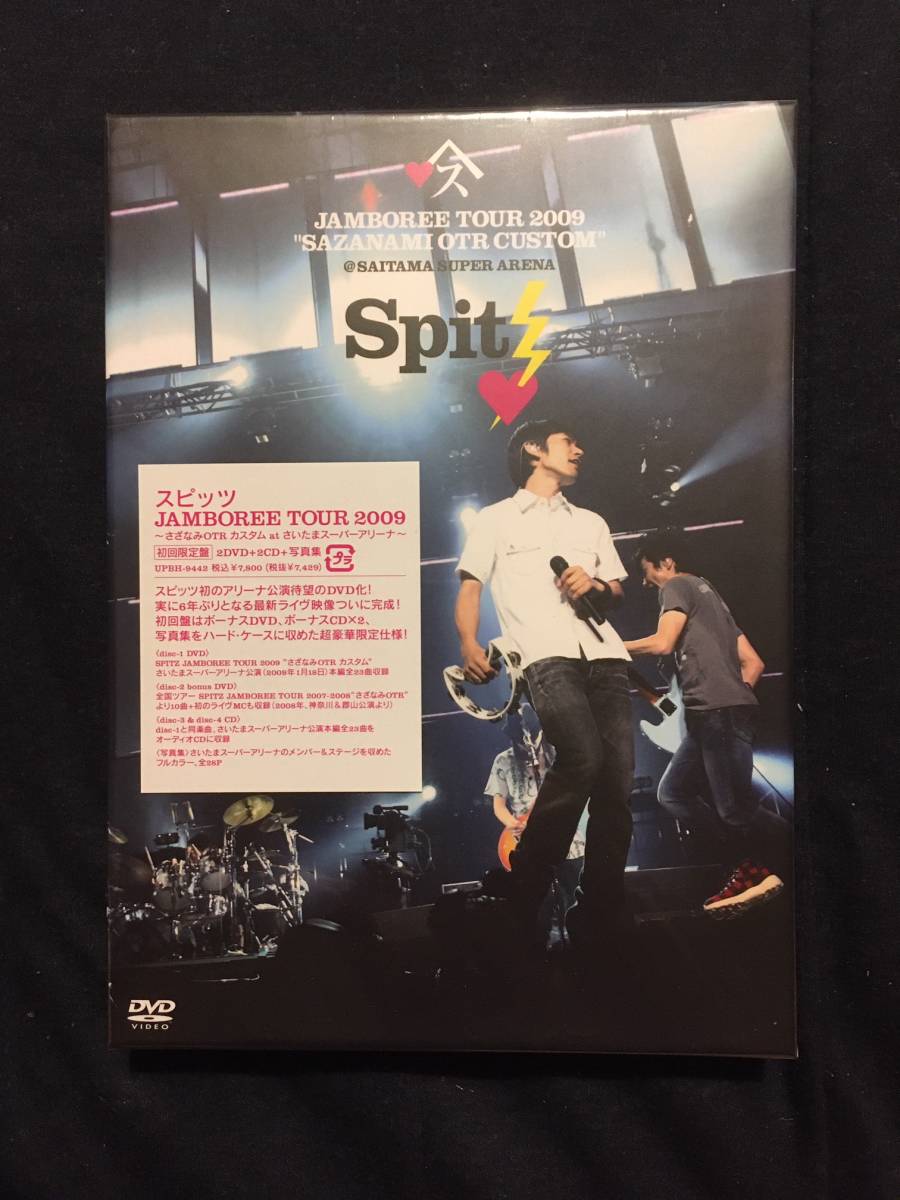 ス
JAMBOREE TOUR 2009
"SAZANAMI OTR CUSTOM"
@SAITAMA SUPER ARENA
Spitz
スピッツ
JAMBOREE TOUR 2009
～さざなみOTR カスタム at さいたまスーパーアリーナ～
初回限定盤 2DVD+2CD+写真集 プラ
UPBH-9442 税込¥7,800 (税抜¥7,429)
スピッツ初のアリーナ公演待望のDVD化!
実に6年ぶりとなる最新ライヴ映像ついに完成!
初回盤はボーナスDVD、ボーナスCD×2、
写真集をハード・ケースに収めた超豪華限定仕様!
〈disc-1 DVD〉
SPITZ JAMBOREE TOUR 2009 "さざなみOTR カスタム"
さいたまスーパーアリーナ公演(2009年1月18日)本編全23曲収録
〈disc-2 bonus DVD〉
全国ツアー SPITZ JAMBOREE TOUR 2007-2008"さざなみOTR"
より10曲+初のライヴMCも収録(2008年、神奈川&郡山公演より)
〈disc-3 & disc-4 CD〉
disc-1と同楽曲。さいたまスーパーアリーナ公演本編全23曲を
オーディオCDに収録
〈写真集〉さいたまスーパーアリーナのメンバー&ステージを収めた
フルカラー、全28P
DVD
VIDEO